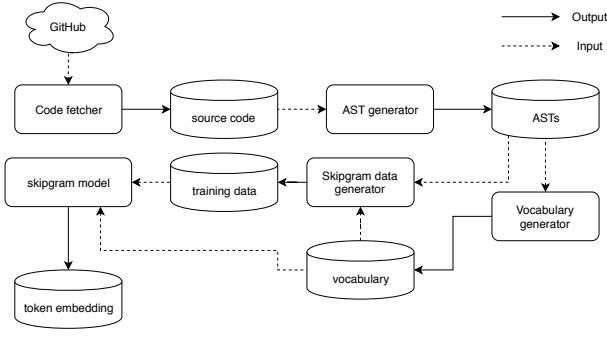 GitHub
Output
Input
Code fetcher
source code
AST generator
ASTs
skipgram model
training data
Skipgram data
generator
Vocabulary
generator
token embedding
vocabulary